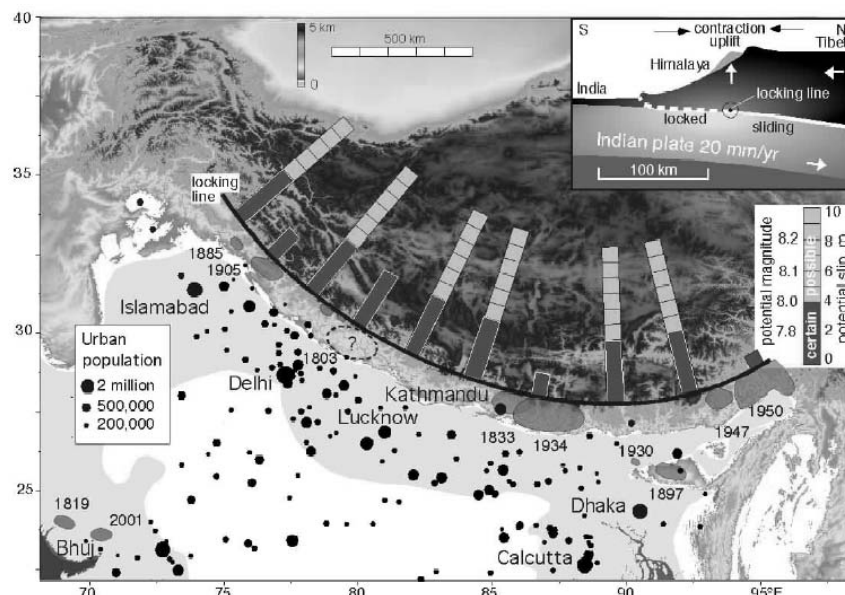 40
35
30
25
5 km
0
500 km
S
contraction
N
uplift
Tibet
Himalaya
India
locking line
locked
sliding
Indian plate 20 mm/yr
100 km
locking
line
potential magnitude
8.2
8.1
8.0
7.8
certain possible
10
8
6
4
2
0
potential slip, m
1885
1905
Islamabad
Urban
population
2 million
500,000
200,000
?
1803
Delhi
Kathmandu
Lucknow
1833
1934
1930
1947
1950
1897
Dhaka
Calcutta
1819
2001
Bhuj
70
75
80
85
90
95°E